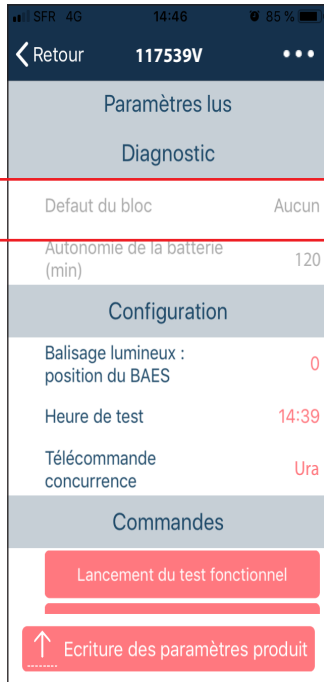 SFR 4G 14:46 85 %
Retour 117539V
Paramètres lus
Diagnostic
Defaut du bloc Aucun
Autonomie de la batterie
(min) 120
Configuration
Balisage lumineux :
position du BAES 0
Heure de test 14:39
Télécommande
concurrence Ura
Commandes
Lancement du test fonctionnel
Ecriture des paramètres produit